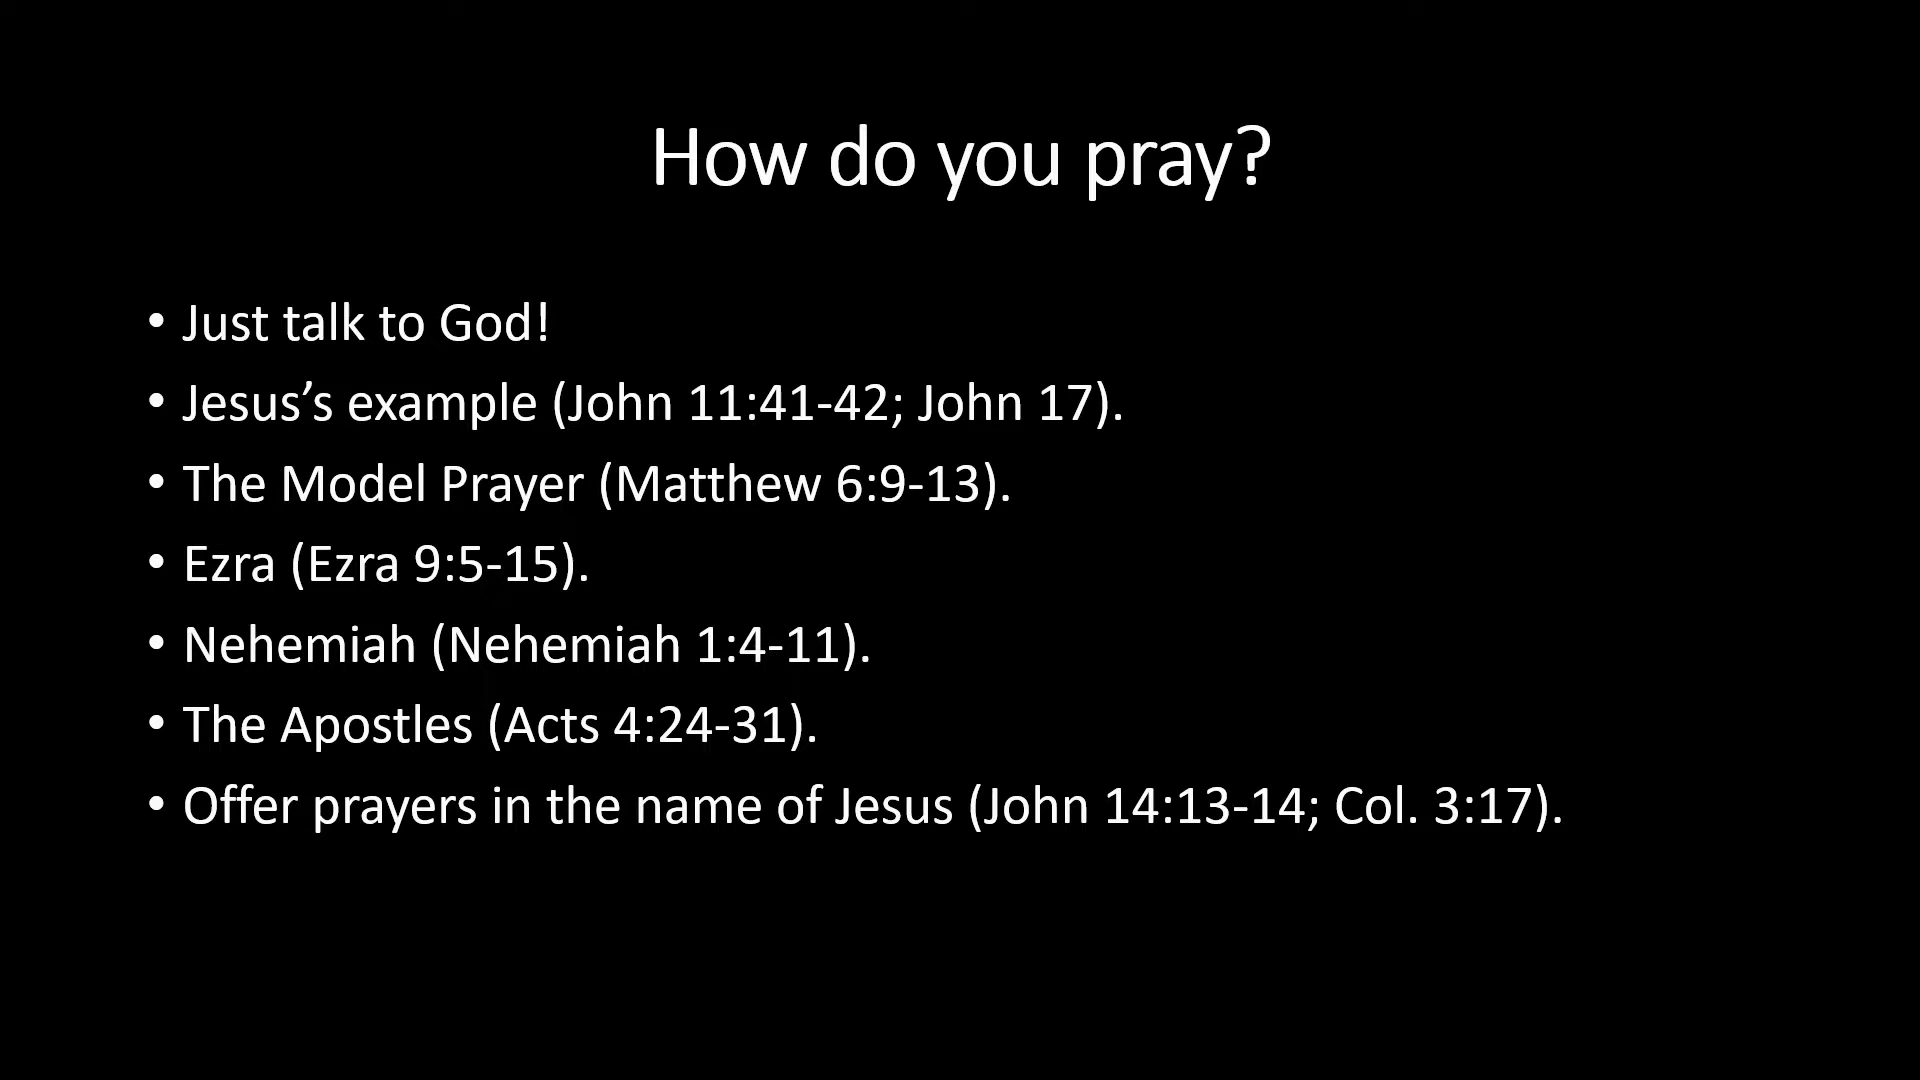 How do you pray?
• Just talk to God!
• Jesus’s example (John 11:41-42; John 17).
• The Model Prayer (Matthew 6:9-13).
• Ezra (Ezra 9:5-15).
• Nehemiah (Nehemiah 1:4-11).
• The Apostles (Acts 4:24-31).
• Offer prayers in the name of Jesus (John 14:13-14; Col. 3:17).